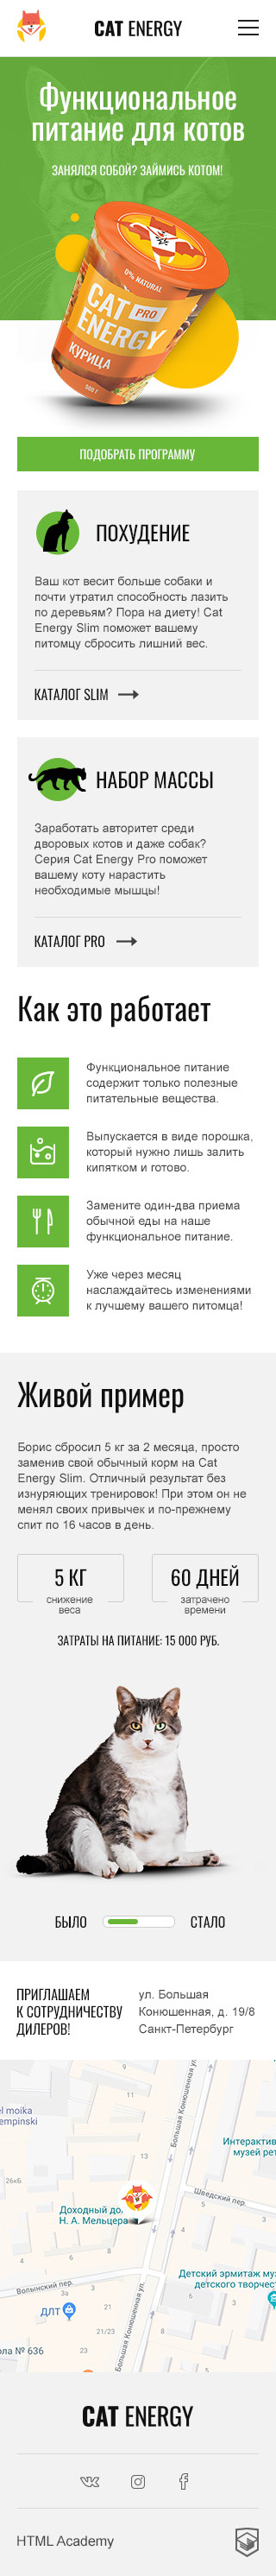 CAT ENERGY
Функциональное
питание для котов
ЗАНЯЛСЯ СОБОЙ? ЗАЙМИСЬ КОТОМ!
0% NATURAL
CAT PRO
ENERGY
КУРИЦА
500 г
ПОДОБРАТЬ ПРОГРАММУ
ПОХУДЕНИЕ
Ваш кот весит больше собаки и
почти утратил способность лазить
по деревьям? Пора на диету! Cat
Energy Slim поможет вашему
питомцу сбросить лишний вес.
КАТАЛОГ SLIM
НАБОР МАССЫ
Заработать авторитет среди
дворовых котов и даже собак?
Серия Cat Energy Pro поможет
вашему коту нарастить
необходимые мышцы!
КАТАЛОГ PRO
Как это работает
Функциональное питание
содержит только полезные
питательные вещества.
Выпускается в виде порошка,
который нужно лишь залить
кипятком и готово.
Замените один-два приема
обычной еды на наше
функциональное питание.
Уже через месяц
наслаждайтесь изменениями
к лучшему вашего питомца!
Живой пример
Борис сбросил 5 кг за 2 месяца, просто
заменив свой обычный корм на Cat
Energy Slim. Отличный результат без
изнуряющих тренировок! При этом он не
менял своих привычек и по-прежнему
спит по 16 часов в день.
5 КГ
снижение
веса
60 ДНЕЙ
затрачено
времени
ЗАТРАТЫ НА ПИТАНИЕ: 15 000 РУБ.
БЫЛО
СТАЛО
ПРИГЛАШАЕМ
К СОТРУДНИЧЕСТВУ
ДИЛЕРОВ!
ул. Большая
Конюшенная, д. 19/8
Санкт-Петербург
9
11
Большая Конюшенная ул.
el moika
empinski
Интерактив
музей рет
13
14
26кБ
Шведский пер.
Доходный до
Н. А. Мельцера
5
5
4
6
8
Волынский пер.
3а
Детский эрмитаж му
детского творчес
ДЛТ
21
Большая Конюшенная ул.
21/23
8
ола № 636
23
CAT ENERGY
HTML Academy